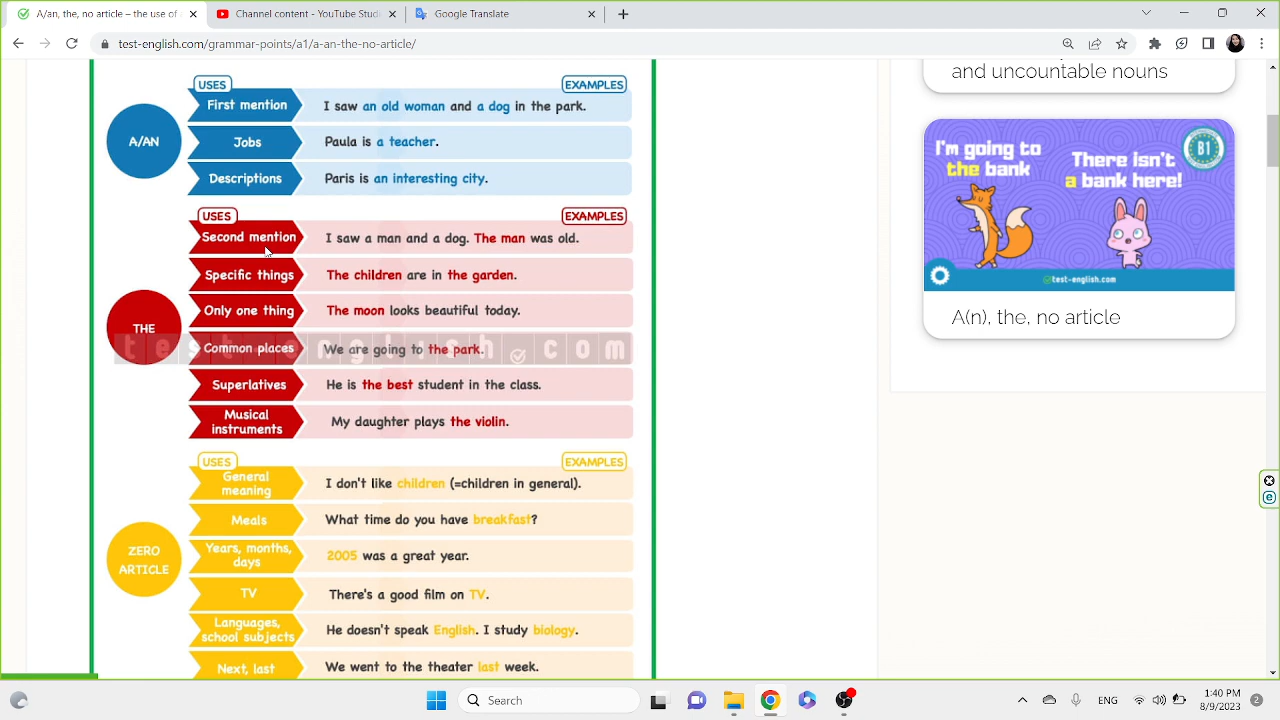 A/an, the, no article – the use of
Channel content - YouTube Studio
Google Translate
test-english.com/grammar-points/a1/a-an-the-no-article/
USES
EXAMPLES
A/AN
First mention
I saw an old woman and a dog in the park.
Jobs
Paula is a teacher.
Descriptions
Paris is an interesting city.
USES
EXAMPLES
THE
Second mention
I saw a man and a dog. The man was old.
Specific things
The children are in the garden.
Only one thing
The moon looks beautiful today.
Common places
We are going to the park.
test-english.com
Superlatives
He is the best student in the class.
Musical
instruments
My daughter plays the violin.
USES
EXAMPLES
ZERO
ARTICLE
General
meaning
I don't like children (=children in general).
Meals
What time do you have breakfast?
Years, months,
days
2005 was a great year.
TV
There's a good film on TV.
Languages,
school subjects
He doesn't speak English. I study biology.
Next, last
We went to the theater last week.
and uncountable nouns
I'm going to
the bank
There isn't
a bank here!
B1
test-english.com
A(n), the, no article
Search
ENG
1:40 PM
8/9/2023
2